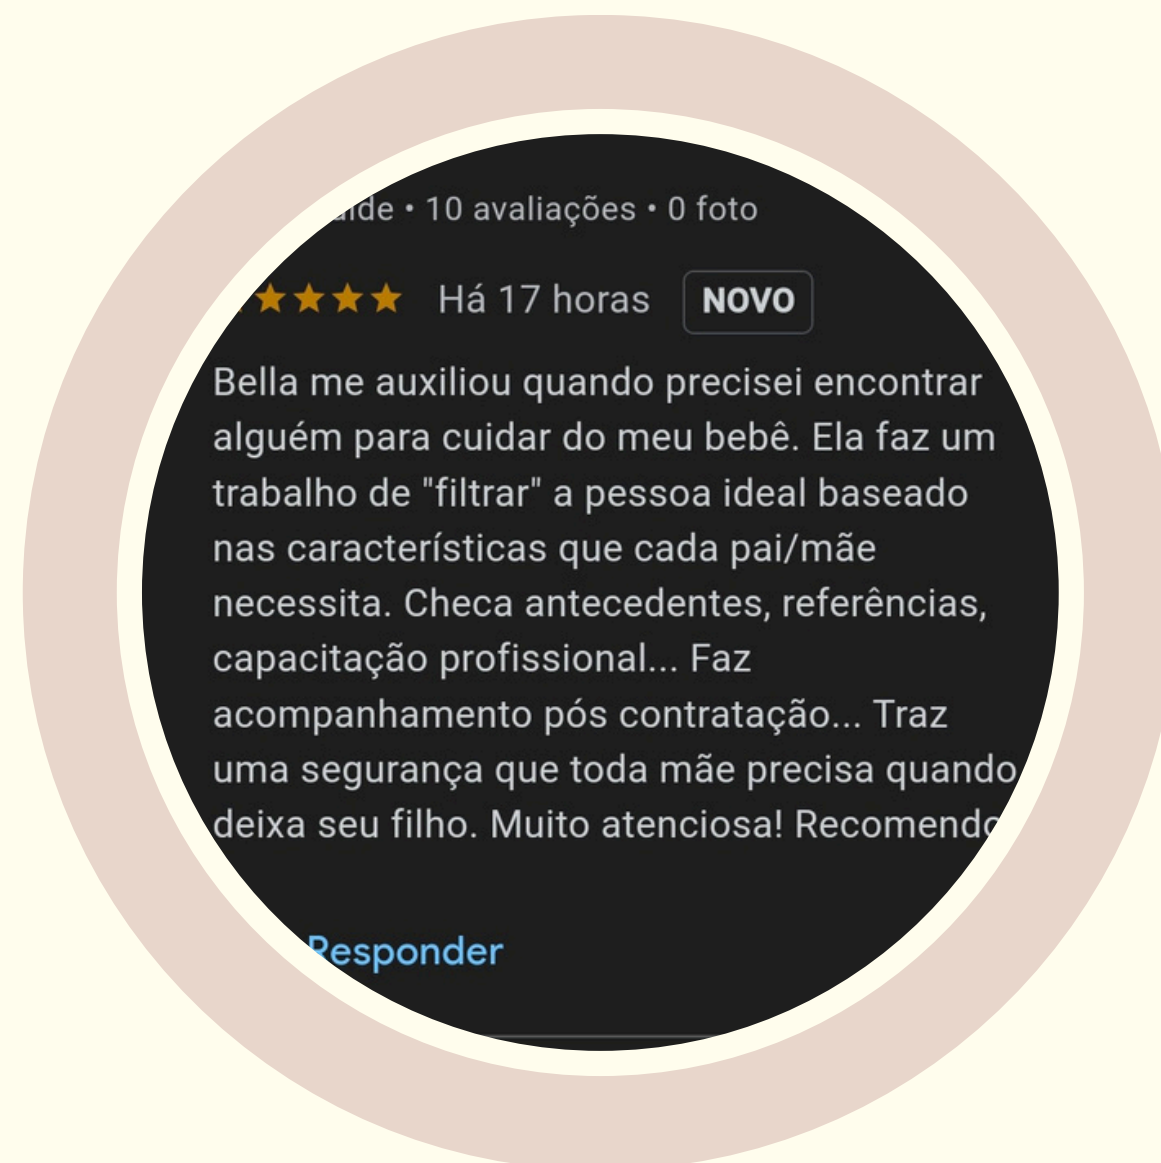 • 10 avaliações • 0 foto
Há 17 horas NOVO
Bella me auxiliou quando precisei encontrar
alguém para cuidar do meu bebê. Ela faz um
trabalho de "filtrar" a pessoa ideal baseado
nas características que cada pai/mãe
necessita. Checa antecedentes, referências,
capacitação profissional... Faz
acompanhamento pós contratação... Traz
uma segurança que toda mãe precisa quando
deixa seu filho. Muito atenciosa! Recomendo
Responder